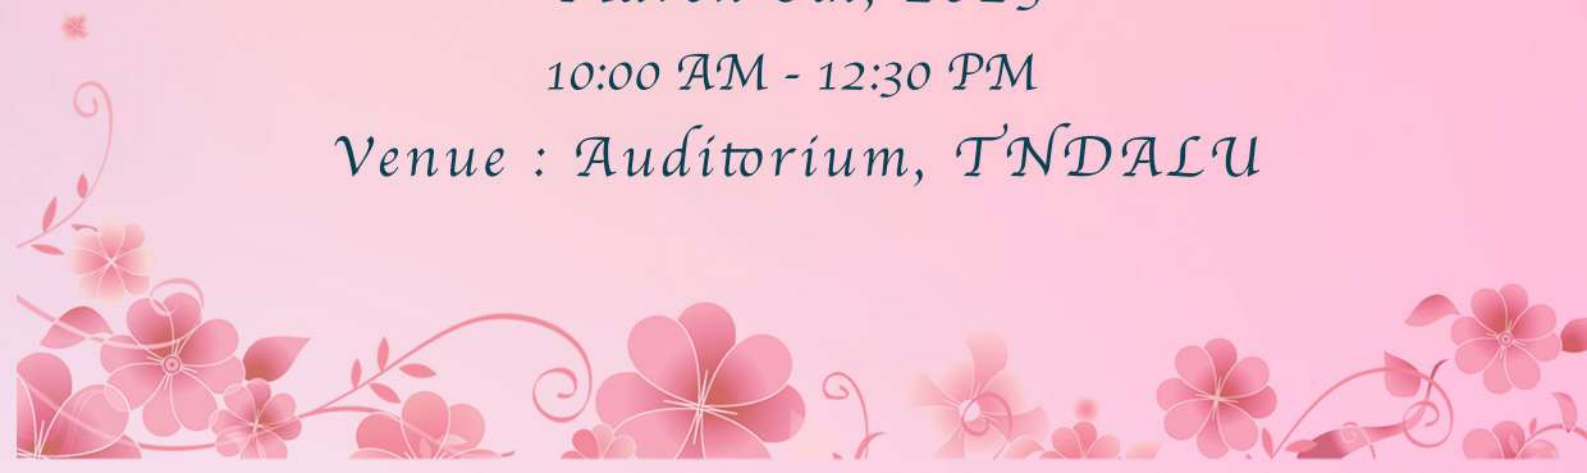 10:00 AM - 12:30 PM
Venue : Auditorium, TNDALU